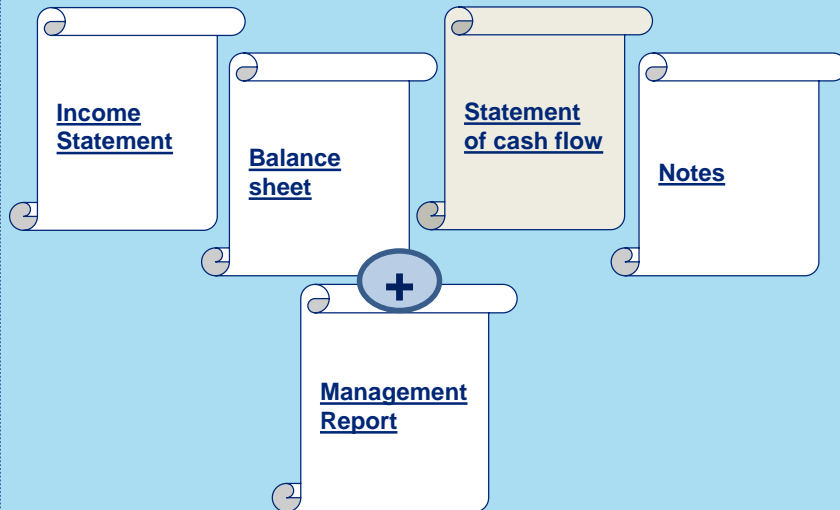 Income
Statement
Balance
sheet
Statement
of cash flow
Notes
+
Management
Report